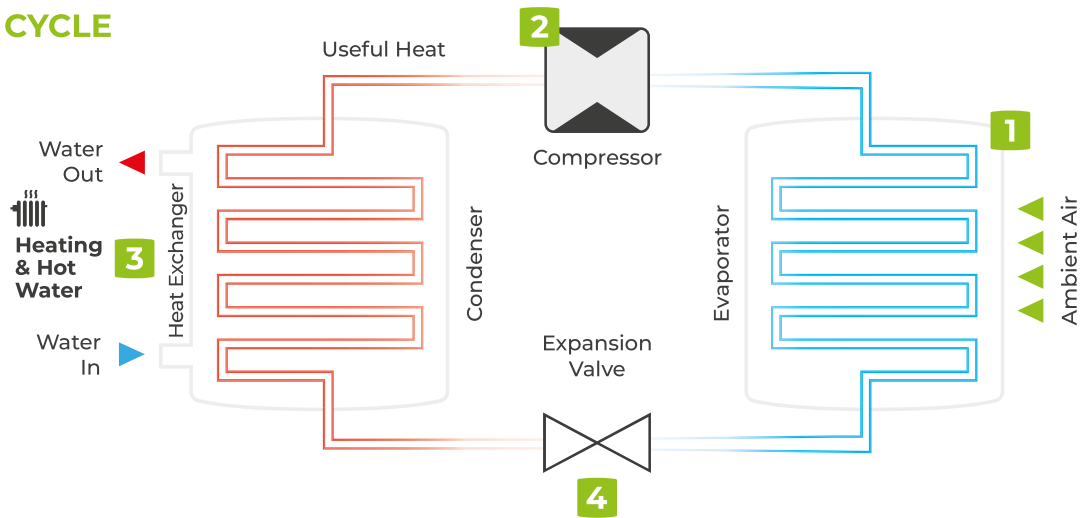 CYCLE
Useful Heat
2
Compressor
1
Water
Out
Heating
& Hot
Water
3
Water
In
Heat Exchanger
Condenser
Evaporator
Ambient Air
Expansion
Valve
4